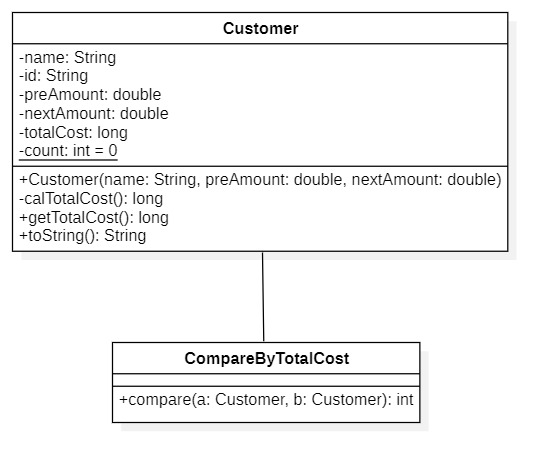 Customer
-name: String
-id: String
-preAmount: double
-nextAmount: double
-totalCost: long
-count: int = 0
+Customer(name: String, preAmount: double, nextAmount: double)
-calTotalCost(): long
+getTotalCost(): long
+toString(): String
CompareByTotalCost
+compare(a: Customer, b: Customer): int